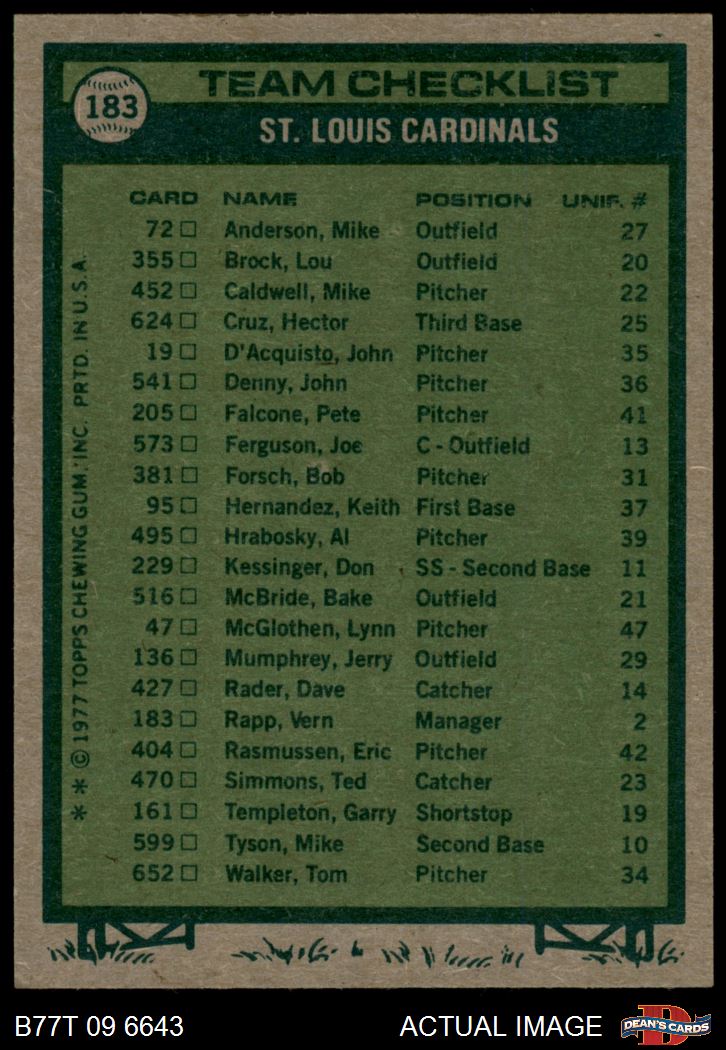 183
TEAM CHECKLIST
ST. LOUIS CARDINALS
CARD NAME POSITION UNIF. #
72 Anderson, Mike Outfield 27
355 Brock, Lou Outfield 20
452 Caldwell, Mike Pitcher 22
624 Cruz, Hector Third Base 25
19 D'Acquisto, John Pitcher 35
541 Denny, John Pitcher 36
205 Falcone, Pete Pitcher 41
573 Ferguson, Joe C - Outfield 13
381 Forsch, Bob Pitcher 31
95 Hernandez, Keith First Base 37
495 Hrabosky, Al Pitcher 39
229 Kessinger, Don SS - Second Base 11
516 McBride, Bake Outfield 21
47 McGlothen, Lynn Pitcher 47
136 Mumphrey, Jerry Outfield 29
427 Rader, Dave Catcher 14
183 Rapp, Vern Manager 2
404 Rasmussen, Eric Pitcher 42
470 Simmons, Ted Catcher 23
161 Templeton, Garry Shortstop 19
599 Tyson, Mike Second Base 10
652 Walker, Tom Pitcher 34
* * © 1977 TOPPS CHEWING GUM, INC. PRTD. IN U.S.A.
B77T 09 6643 ACTUAL IMAGE
D
DEAN'S CARDS